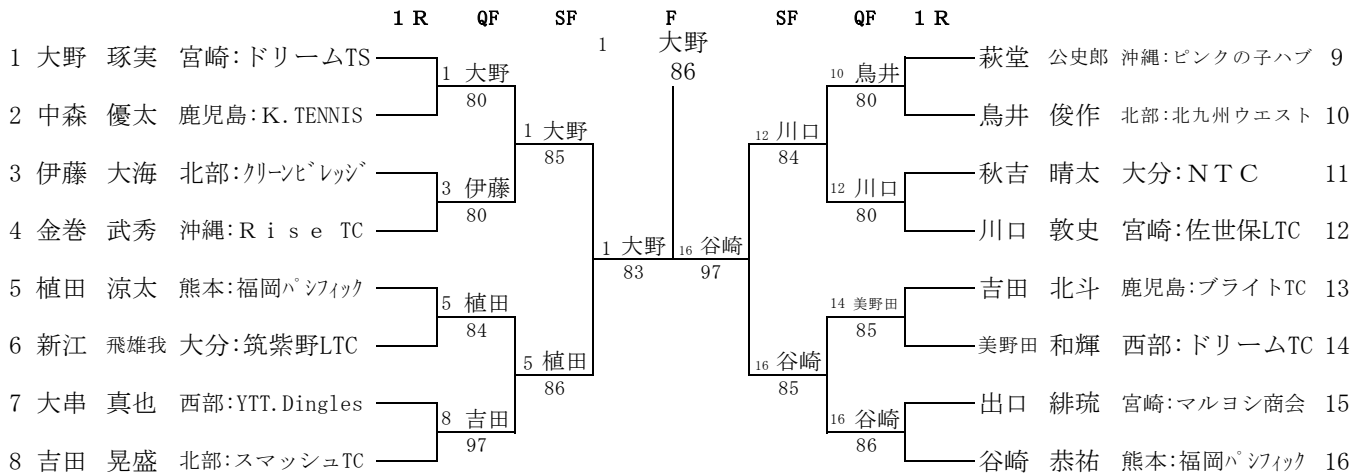 1 R QF SF F SF QF 1 R
1 大野
86
1 大野 琢実 宮崎:ドリームTS
1 大野
80
2 中森 優太 鹿児島:K.TENNIS
1 大野
85
3 伊藤 大海 北部:クリーンビレッジ
3 伊藤
80
4 金巻 武秀 沖縄:Rise TC
1 大野
83
5 植田 涼太 熊本:福岡パシフィック
5 植田
84
6 新江 飛雄我 大分:筑紫野LTC
5 植田
86
7 大串 真也 西部:YTT.Dingles
8 吉田
97
8 吉田 晃盛 北部:スマッシュTC
萩堂 公史郎 沖縄:ピンクの子ハブ 9
10 鳥井
80
鳥井 俊作 北部:北九州ウエスト 10
12 川口
84
秋吉 晴太 大分:NTC 11
12 川口
80
川口 敦史 宮崎:佐世保LTC 12
16 谷崎
97
吉田 北斗 鹿児島:ブライトTC 13
14 美野田
85
美野田 和輝 西部:ドリームTC 14
16 谷崎
85
出口 緋琉 宮崎:マルヨシ商会 15
16 谷崎
86
谷崎 恭祐 熊本:福岡パシフィック 16